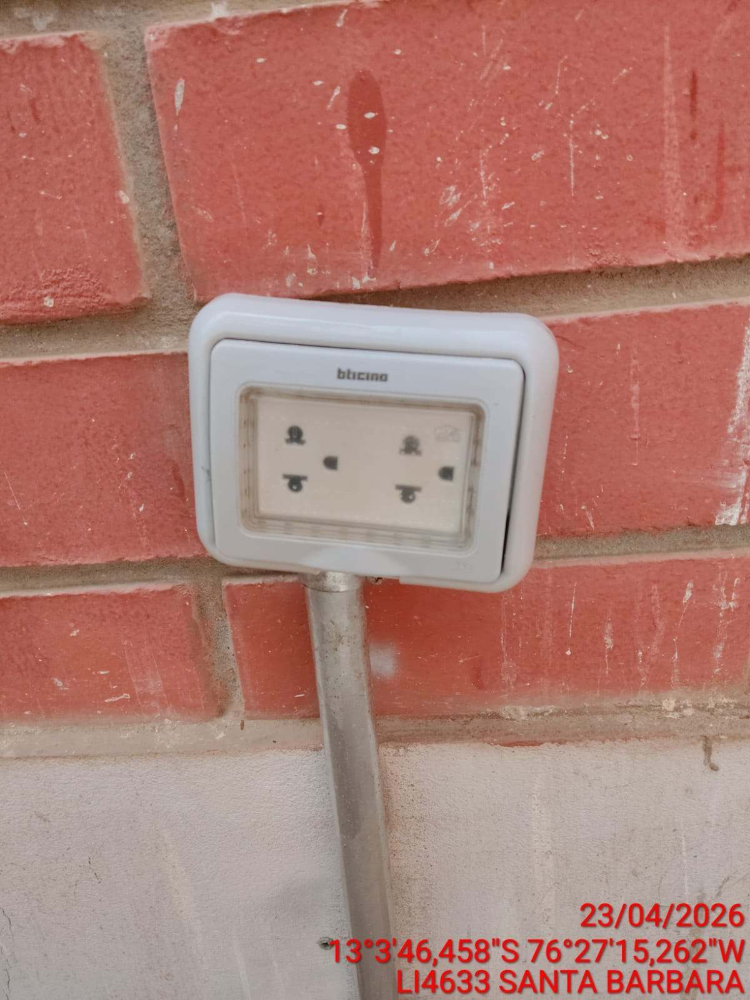 bticino
23/04/2026
13°3'46,458"S 76°27'15,262"W
LI4633 SANTA BARBARA